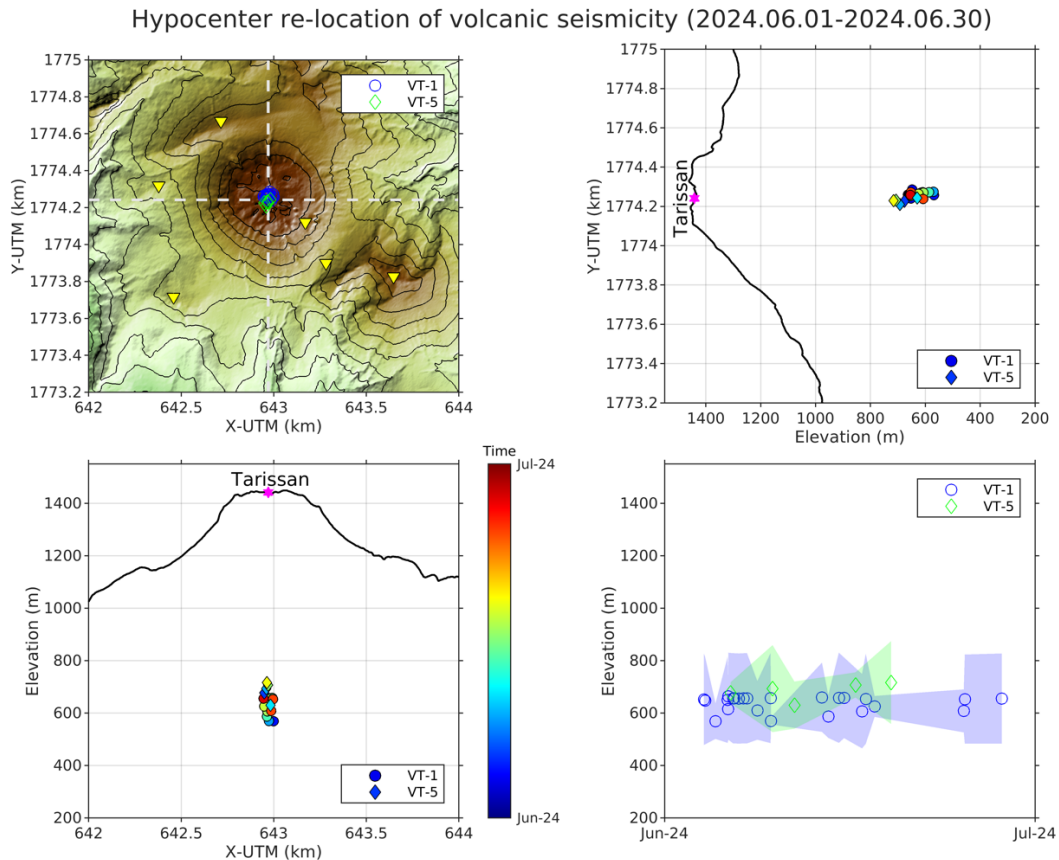 Hypocenter re-location of volcanic seismicity (2024.06.01-2024.06.30)
1775
1774.8
1774.6
1774.4
1774.2
1774
1773.8
1773.6
1773.4
1773.2
Y-UTM (km)
VT-1
VT-5
642
642.5
643
643.5
644
X-UTM (km)
1775
1774.8
1774.6
1774.4
1774.2
1774
1773.8
1773.6
1773.4
1773.2
Y-UTM (km)
Tarissan
VT-1
VT-5
1400
1200
1000
800
600
400
200
Elevation (m)
Tarissan
1400
1200
1000
800
600
400
200
Elevation (m)
VT-1
VT-5
642
642.5
643
643.5
644
X-UTM (km)
Time
Jul-24
Jun-24
1400
1200
1000
800
600
400
200
Elevation (m)
VT-1
VT-5
Jun-24
Jul-24